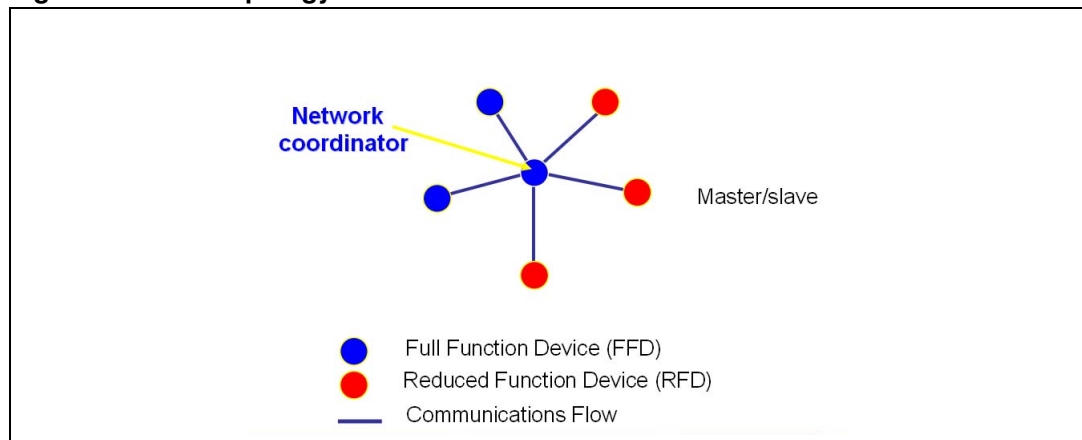 Network
coordinator
Master/slave
Full Function Device (FFD)
Reduced Function Device (RFD)
Communications Flow